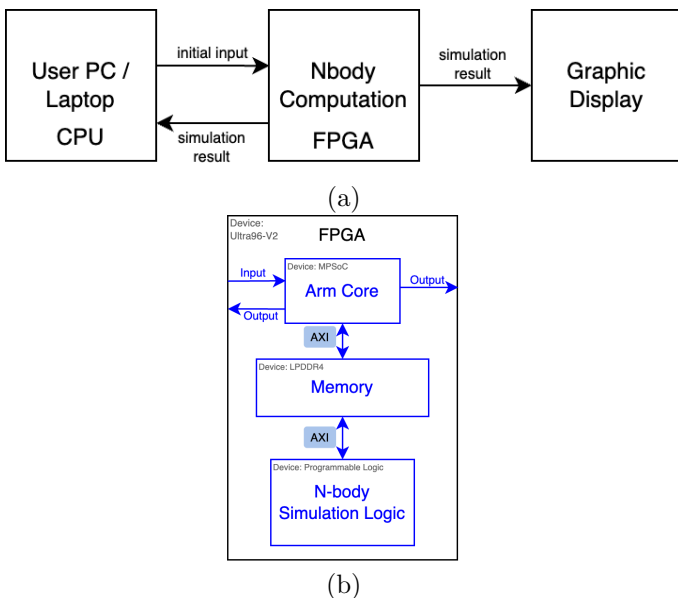 User PC /
Laptop
CPU
initial input
simulation
result
Nbody
Computation
FPGA
simulation
result
Graphic
Display
(a)
Device:
Ultra96-V2
FPGA
Input
Output
Device: MPSoC
Arm Core
Output
AXI
Device: LPDDR4
Memory
AXI
Device: Programmable Logic
N-body
Simulation Logic
(b)